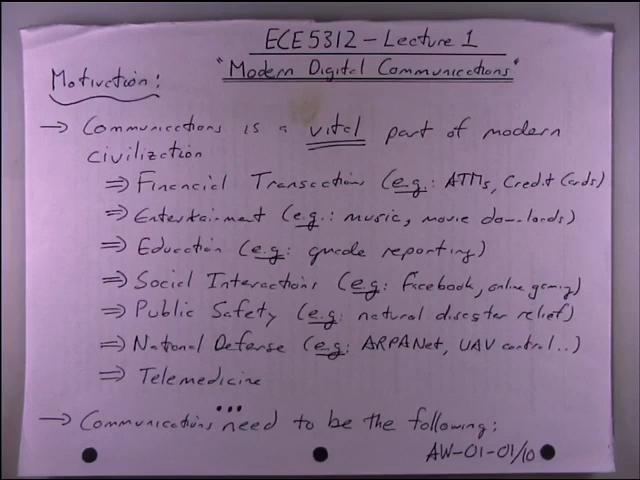 ECE5312 – Lecture 1
"Modern Digital Communications"
Motivation:
→ Communications is a vital part of modern
civilization
⇒ Financial Transactions (e.g: ATMs, Credit Cards)
⇒ Entertainment (e.g.: music, movie downloads)
⇒ Education (e.g: grade reporting)
⇒ Social Interactions (e.g: Facebook, online gaming)
⇒ Public Safety (e.g: natural disaster relief)
⇒ National Defense (e.g: ARPANet, UAV control..)
⇒ Telemedicine
...
→ Communications need to be the following:
AW-01-01/10